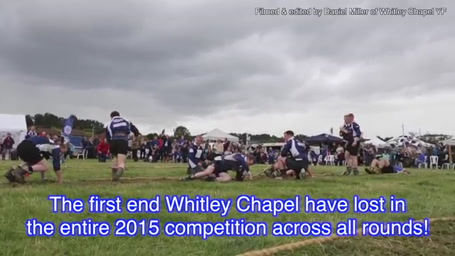 Filmed & edited by Daniel Miller of Whitley Chapel YF
The first end Whitley Chapel have lost in
the entire 2015 competition across all rounds!